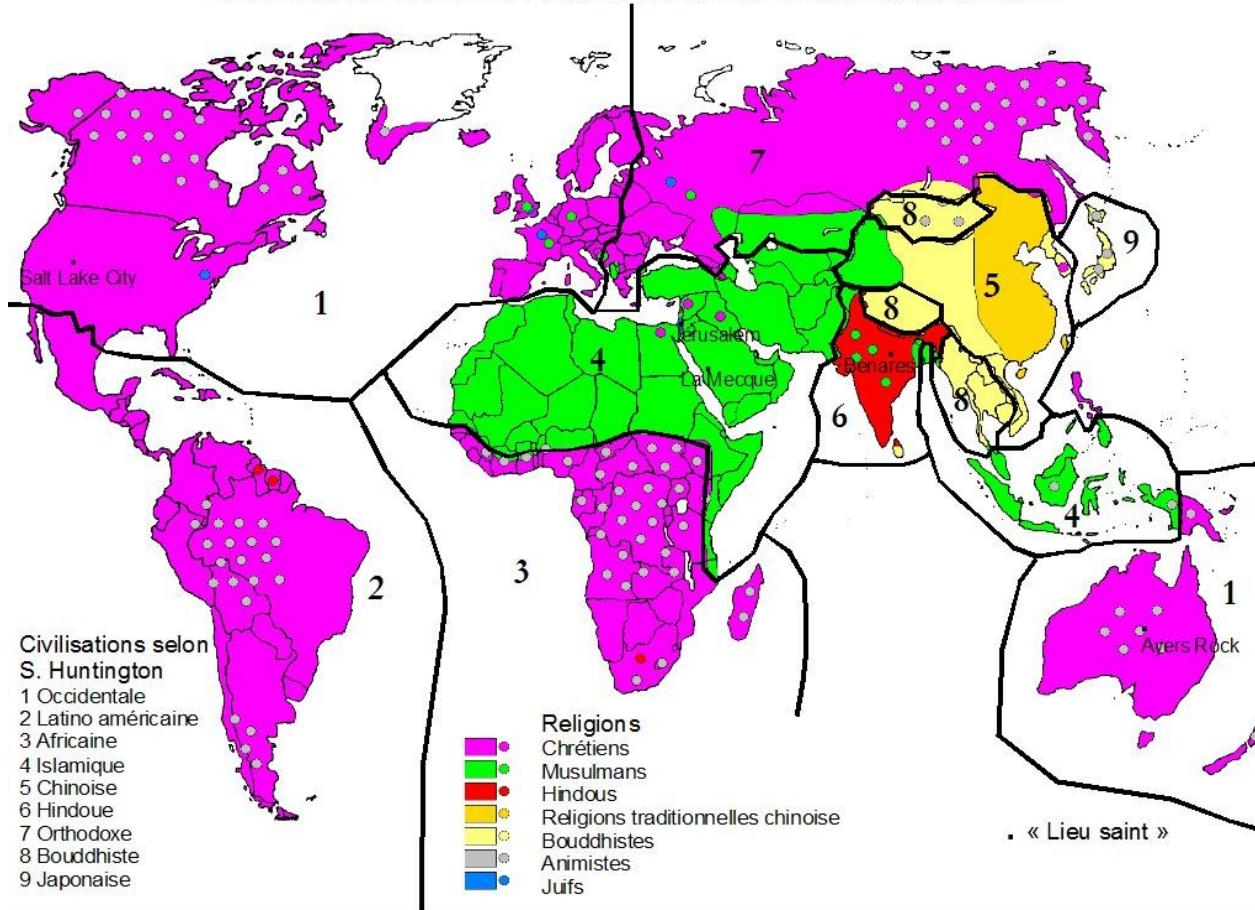 7
8
9
Salt Lake City
1
5
8
Jérusalem
4
La Mecque
Benares
6
8
4
3
2
1
Ayers Rock
Civilisations selon
S. Huntington
1 Occidentale
2 Latino américaine
3 Africaine
4 Islamique
5 Chinoise
6 Hindoue
7 Orthodoxe
8 Bouddhiste
9 Japonaise
Religions
Chrétiens
Musulmans
Hindous
Religions traditionnelles chinoise
Bouddhistes
Animistes
Juifs
. « Lieu saint »